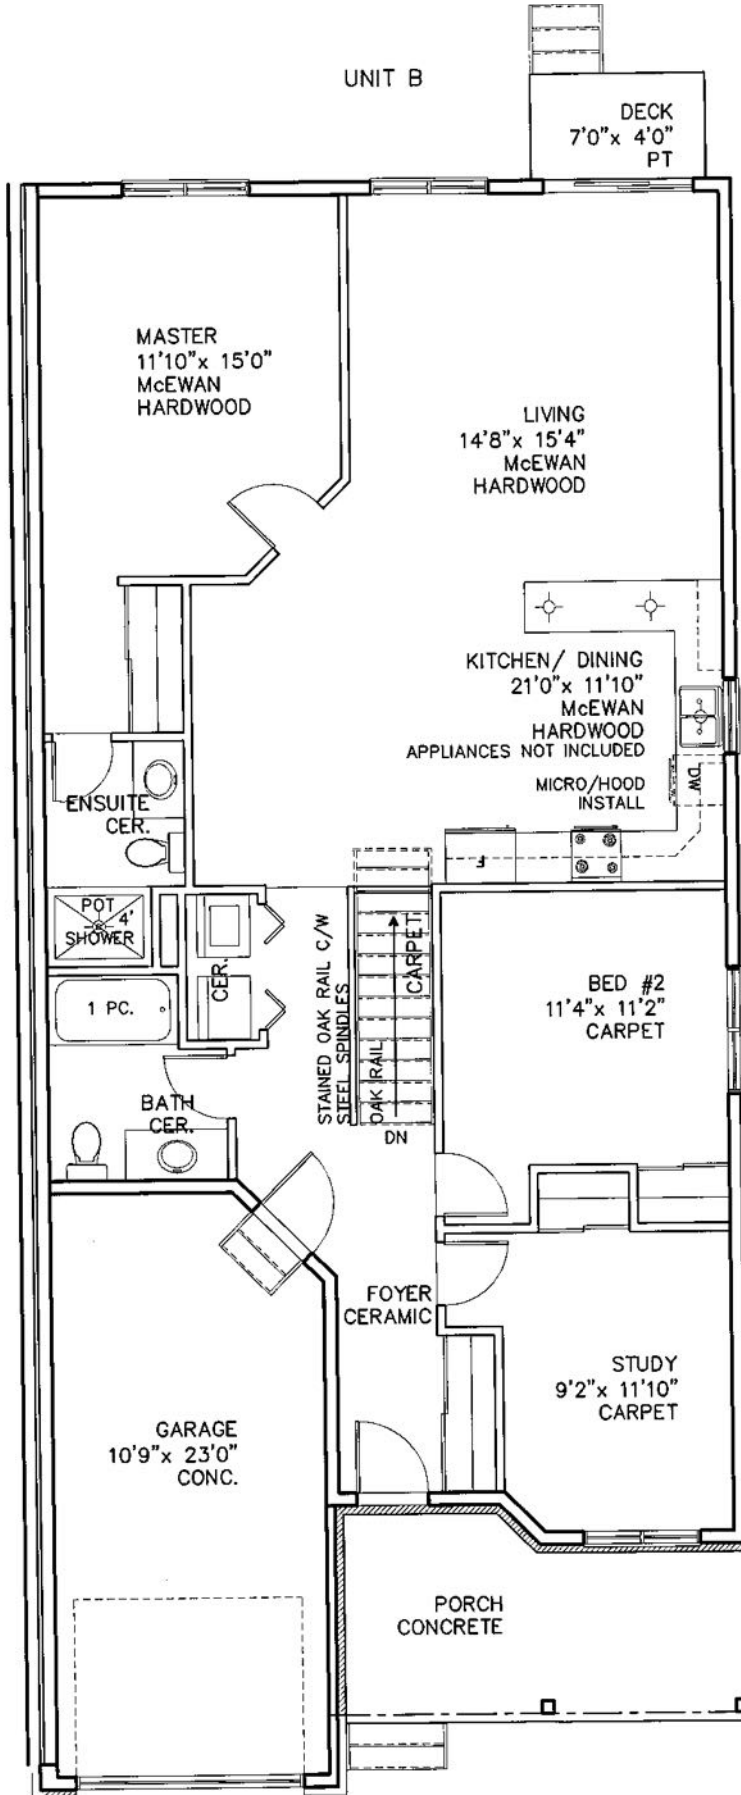 UNIT B
DECK
7'0"x 4'0"
PT
MASTER
11'10"x 15'0"
McEWAN
HARDWOOD
LIVING
14'8"x 15'4"
McEWAN
HARDWOOD
KITCHEN/ DINING
21'0"x 11'10"
McEWAN
HARDWOOD
APPLIANCES NOT INCLUDED
MICRO/HOOD
INSTALL
DW
F
ENSUITE
CER.
POT
4'
SHOWER
CER.
1 PC.
BATH
CER.
STAINED OAK RAIL C/W
STEEL SPINDLES
OAK RAIL
CARPET
DN
BED #2
11'4"x 11'2"
CARPET
FOYER
CERAMIC
STUDY
9'2"x 11'10"
CARPET
GARAGE
10'9"x 23'0"
CONC.
PORCH
CONCRETE